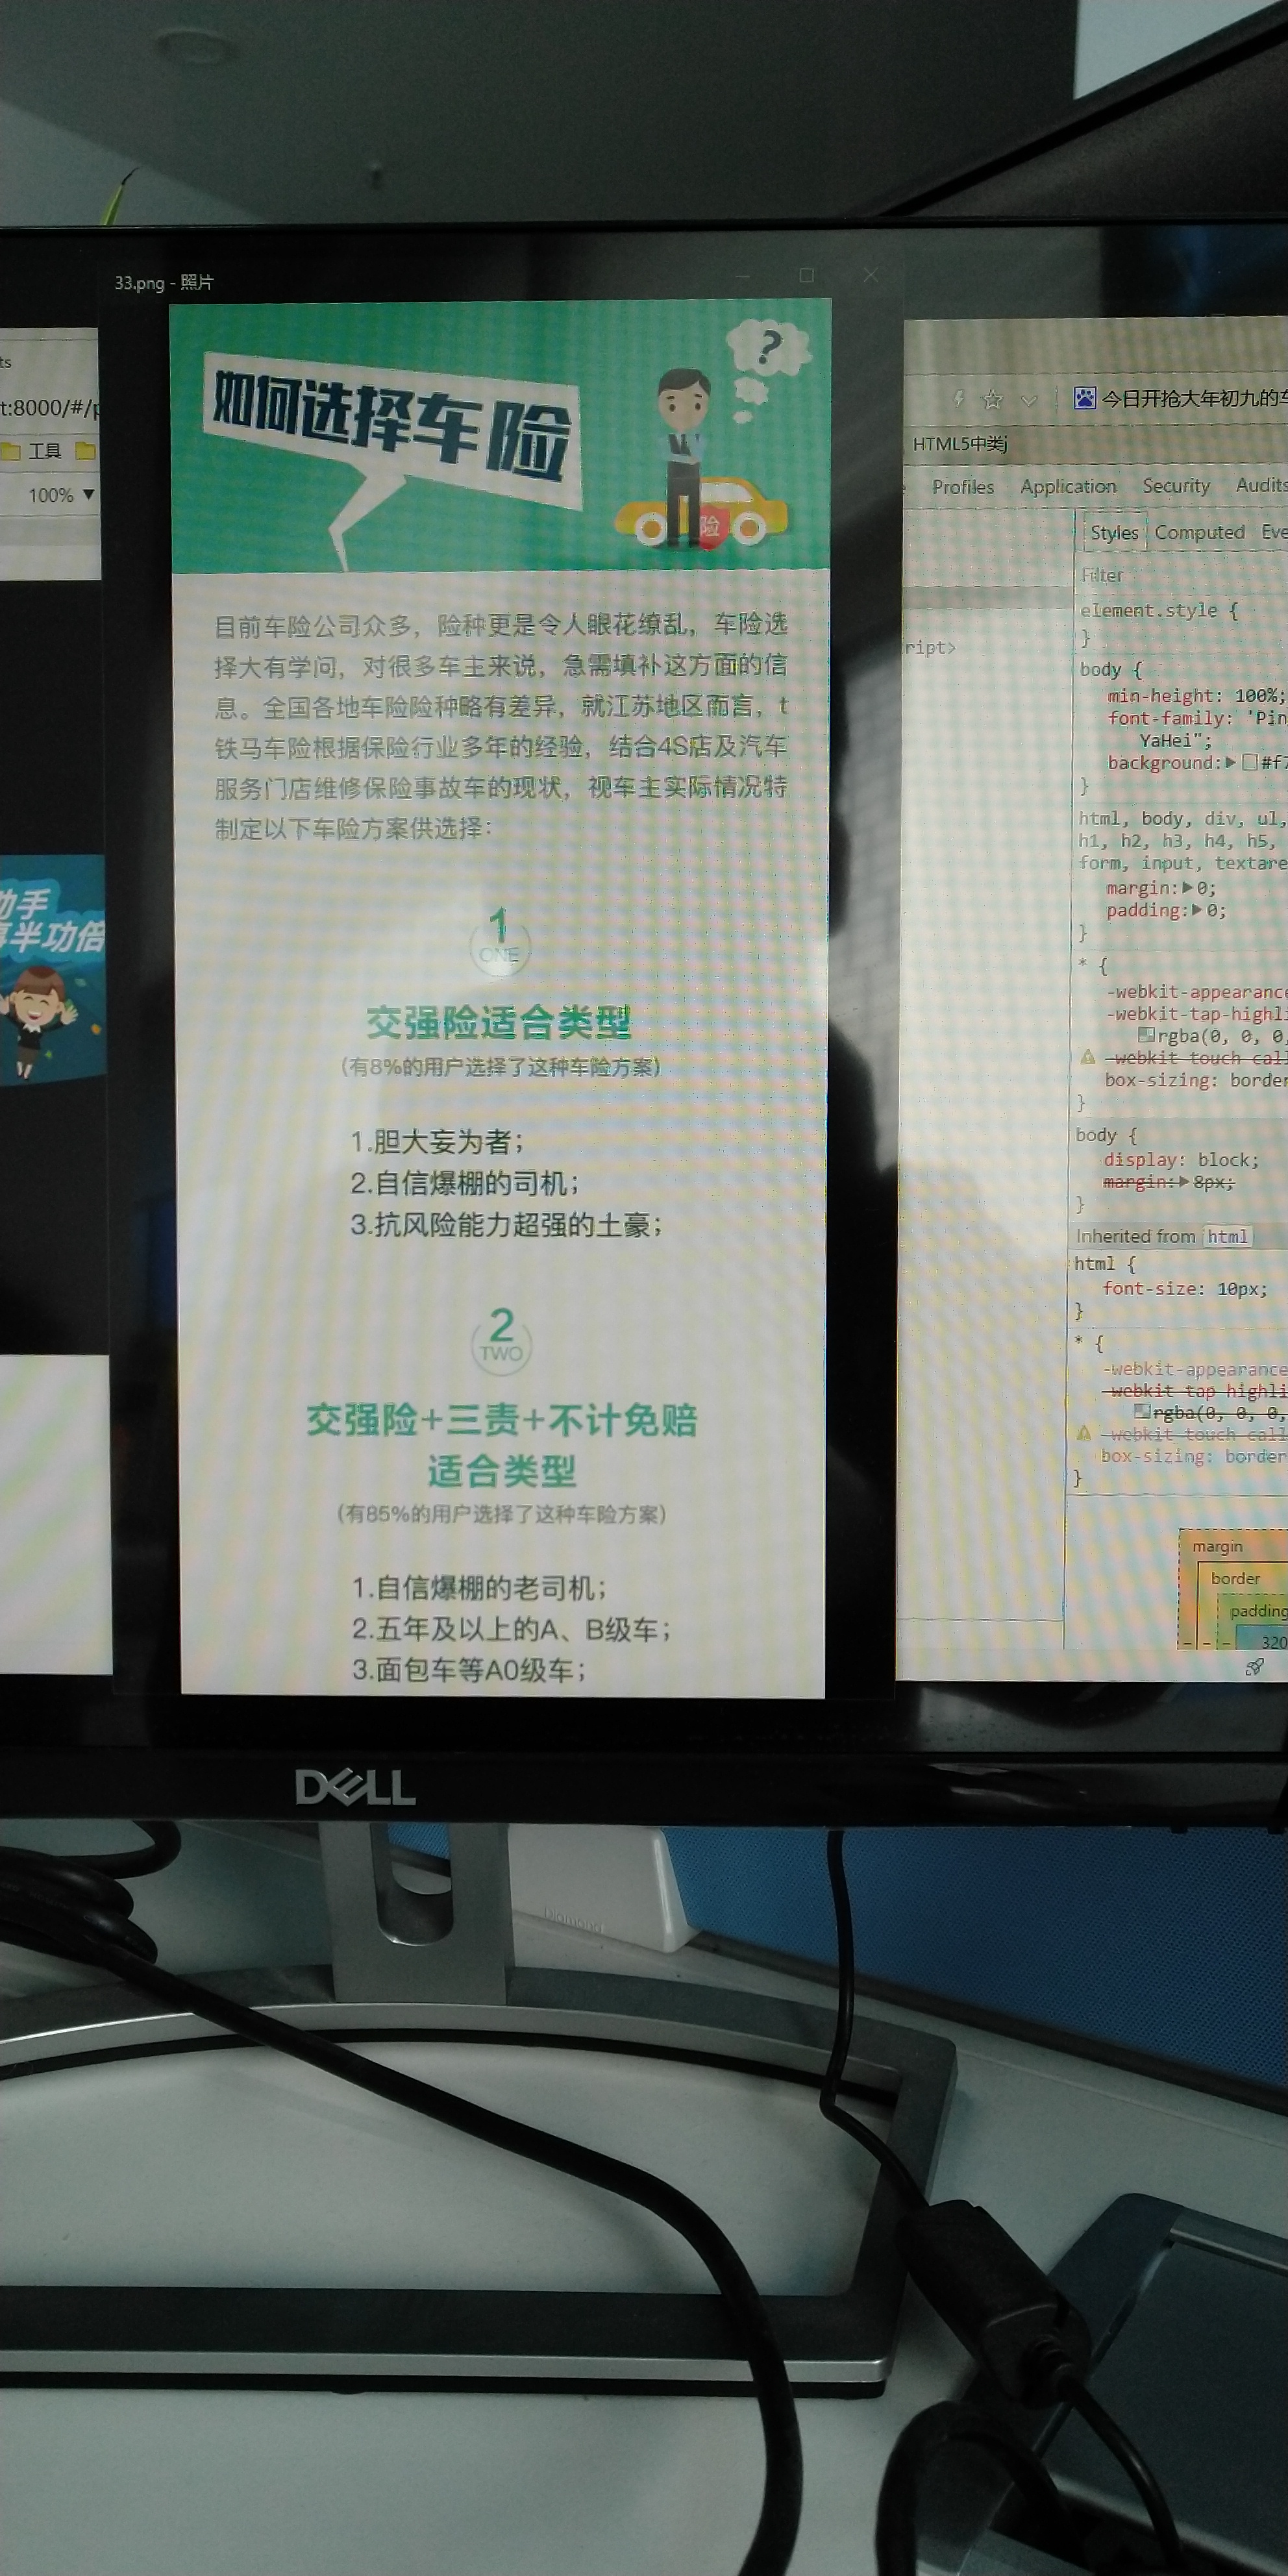 33.png - 照片
如何选择车险
?
险
目前车险公司众多，险种更是令人眼花缭乱，车险选
择大有学问，对很多车主来说，急需填补这方面的信
息。全国各地车险险种略有差异，就江苏地区而言，t
铁马车险根据保险行业多年的经验，结合4S店及汽车
服务门店维修保险事故车的现状，视车主实际情况特
制定以下车险方案供选择：
1
ONE
交强险适合类型
(有8%的用户选择了这种车险方案)
1.胆大妄为者；
2.自信爆棚的司机；
3.抗风险能力超强的土豪；
2
TWO
交强险+三责+不计免赔
适合类型
(有85%的用户选择了这种车险方案)
1.自信爆棚的老司机；
2.五年及以上的A、B级车；
3.面包车等A0级车；
ts
t:8000/#/p
工具
100%
助手
事半功倍
今日开抢大年初九的车
HTML5中类j
Profiles Application Security Audits
Styles Computed Eve
Filter
ript>
element.style {
}
body {
min-height: 100%;
font-family: 'Pin
YaHei";
background: #f7
}
html, body, div, ul,
h1, h2, h3, h4, h5,
form, input, textare
margin: 0;
padding: 0;
}
* {
-webkit-appearance
-webkit-tap-highli
rgba(0, 0, 0,
-webkit-touch-call
box-sizing: border
}
body {
display: block;
margin: 8px;
}
Inherited from html
html {
font-size: 10px;
}
* {
-webkit-appearance
-webkit-tap-highli
rgba(0, 0, 0,
-webkit-touch-call
box-sizing: border
}
margin
border
padding
320
DELL